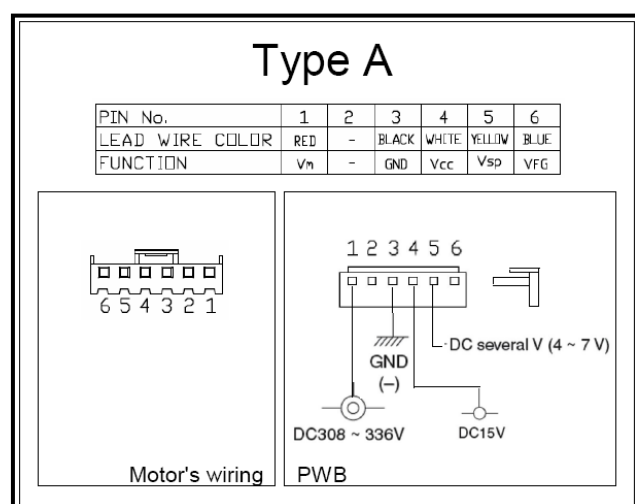 Type A
PIN No. 1 2 3 4 5 6
LEAD WIRE COLOR RED - BLACK WHITE YELLOW BLUE
FUNCTION Vm - GND Vcc Vsp VFG
6 5 4 3 2 1
Motor's wiring
1 2 3 4 5 6
DC several V (4 ~ 7 V)
GND
(−)
DC308 ~ 336V
DC15V
PWB